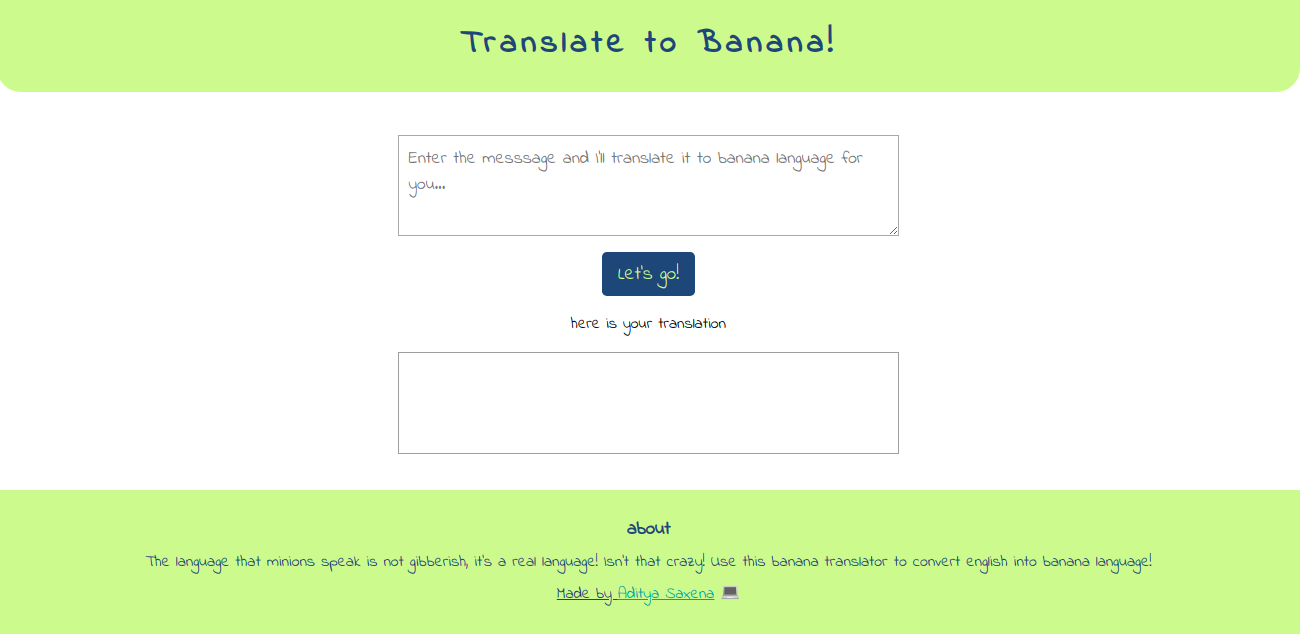 Translate to Banana!
Enter the messsage and i'll translate it to banana language for
you...
Let's go!
here is your translation
about
The language that minions speak is not gibberish, it's a real language! Isn't that crazy! Use this banana translator to convert english into banana language!
Made by Aditya Saxena 💻